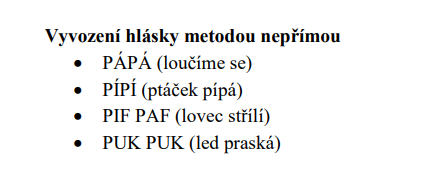 Vyvození hlásky metodou nepřímou
• PÁPÁ (loučíme se)
• PÍPÍ (ptáček pípá)
• PIF PAF (lovec střílí)
• PUK PUK (led praská)